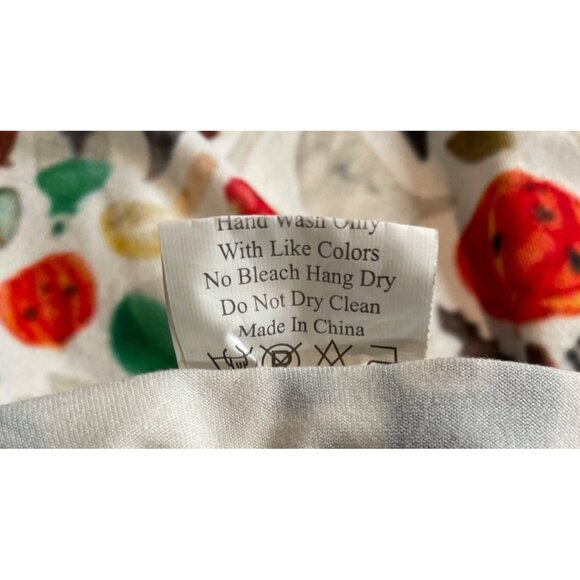 Hand Wash Only
With Like Colors
No Bleach Hang Dry
Do Not Dry Clean
Made In China